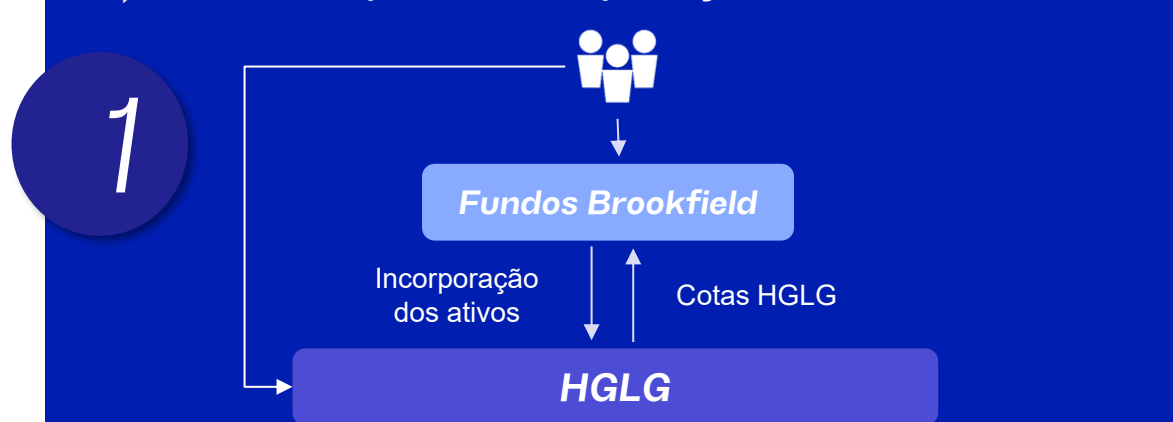 1
Fundos Brookfield
Incorporação
dos ativos
Cotas HGLG
HGLG